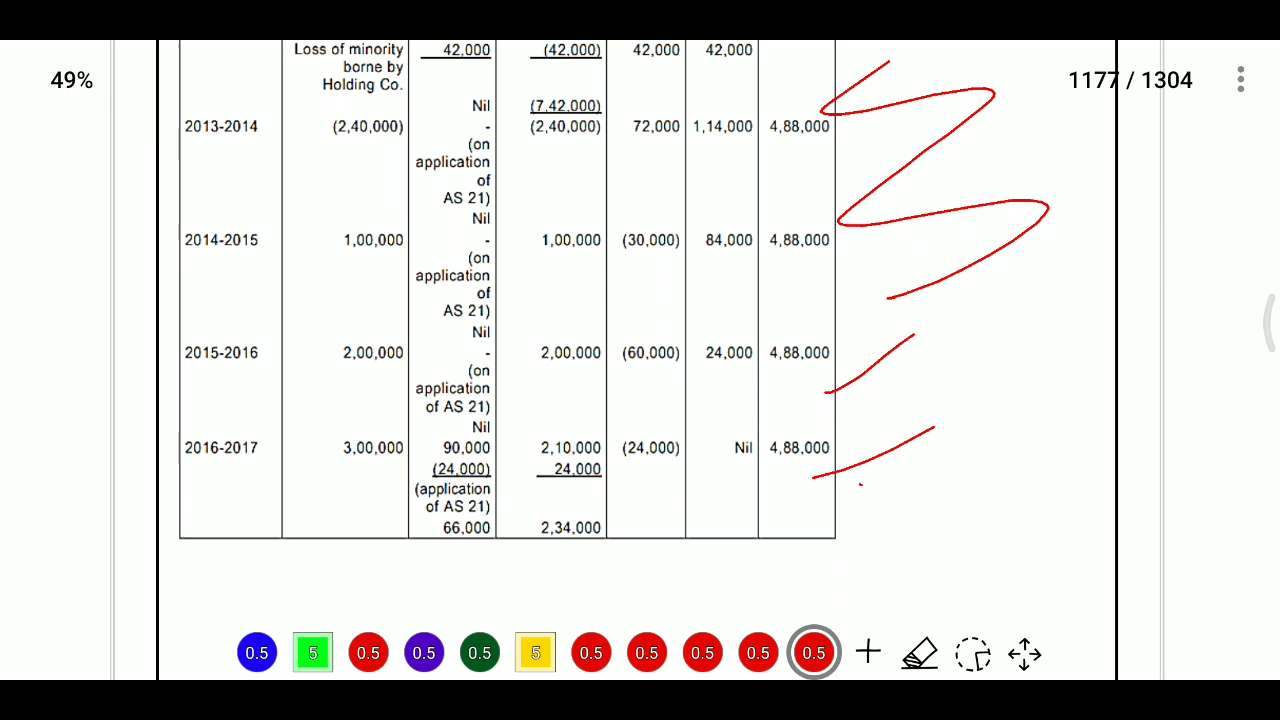 49%
1177 / 1304
Loss of minority 42,000 (42,000) 42,000 42,000
borne by
Holding Co.
Nil (7,42,000)
2013-2014 (2,40,000) - (2,40,000) 72,000 1,14,000 4,88,000
(on
application
of
AS 21)
Nil
2014-2015 1,00,000 - 1,00,000 (30,000) 84,000 4,88,000
(on
application
of
AS 21)
Nil
2015-2016 2,00,000 - 2,00,000 (60,000) 24,000 4,88,000
(on
application
of AS 21)
Nil
2016-2017 3,00,000 90,000 2,10,000 (24,000) Nil 4,88,000
(24,000) 24,000
(application
of AS 21)
66,000 2,34,000
0.5 5 0.5 0.5 0.5 5 0.5 0.5 0.5 0.5 0.5